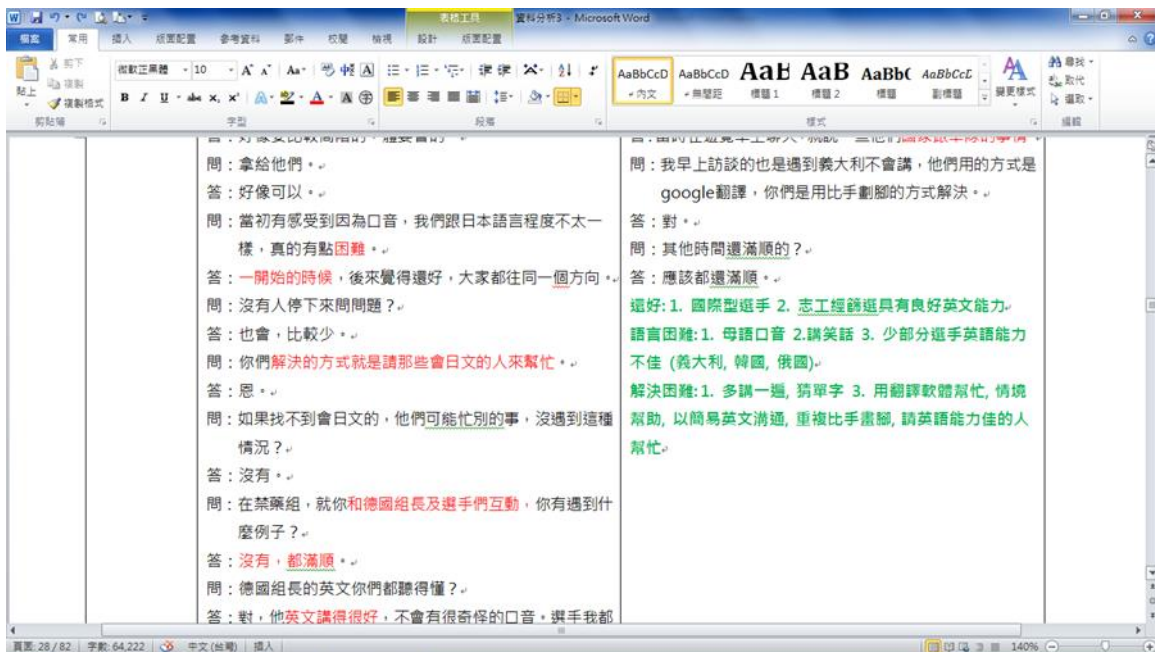 表格工具
資料分析3 - Microsoft Word
檔案 常用 插入 版面配置 參考資料 郵件 校閱 檢視 設計 版面配置
貼上
剪下
複製
複製格式
剪貼簿
微軟正黑體 10
字型
段落
AaBbCcD 內文
AaBbCcD 無間距
標題 1
AaB 標題 2
AaBb( 標題
副標題
變更樣式
樣式
尋找
取代
選取
編輯
問：拿給他們。
答：好像可以。
問：當初有感受到因為口音，我們跟日本語言程度不太一
樣，真的有點困難。
答：一開始的時候，後來覺得還好，大家都往同一個方向。
問：沒有人停下來問問題？
答：也會，比較少。
問：你們解決的方式就是請那些會日文的人來幫忙。
答：恩。
問：如果找不到會日文的，他們可能忙別的事，沒遇到這種
情況？
答：沒有。
問：在禁藥組，就你和德國組長及選手們互動，你有遇到什
麼例子？
答：沒有，都滿順。
問：德國組長的英文你們都聽得懂？
答：對，他英文講得很好，不會有很奇怪的口音。選手我都
問：我早上訪談的也是遇到義大利不會講，他們用的方式是
google翻譯，你們是用比手劃腳的方式解決。
答：對。
問：其他時間還滿順的？
答：應該都還滿順。
還好: 1. 國際型選手 2. 志工經篩選具有良好英文能力
語言困難: 1. 母語口音 2.講笑話 3. 少部分選手英語能力
不佳 (義大利, 韓國, 俄國)
解決困難: 1. 多講一遍, 猜單字 3. 用翻譯軟體幫忙, 情境
幫助, 以簡易英文溝通, 重複比手畫腳, 請英語能力佳的人
幫忙
頁面: 28/82 字數: 64,222 中文(台灣) 插入 140%